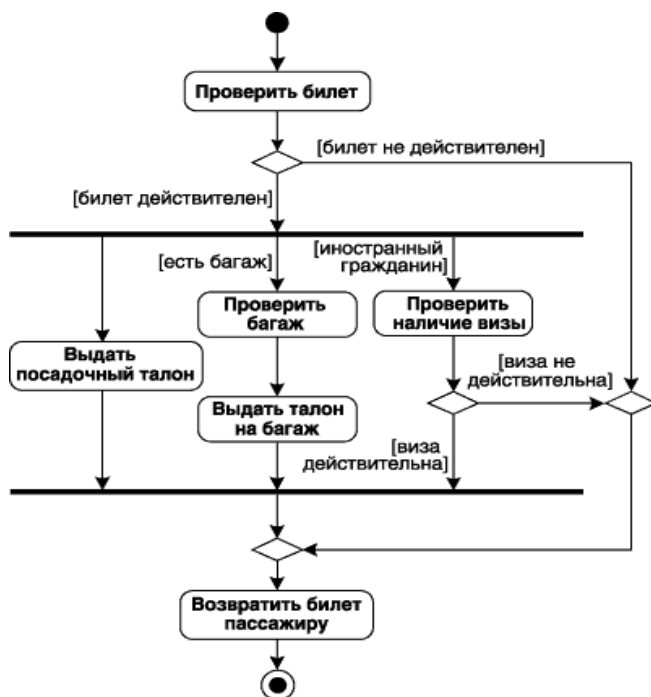 Проверить билет
[билет не действителен]
[билет действителен]
[есть багаж]
[иностранный
гражданин]
Проверить
багаж
Проверить
наличие визы
Выдать
посадочный талон
[виза не
действительна]
Выдать талон
на багаж
[виза
действительна]
Возвратить билет
пассажиру